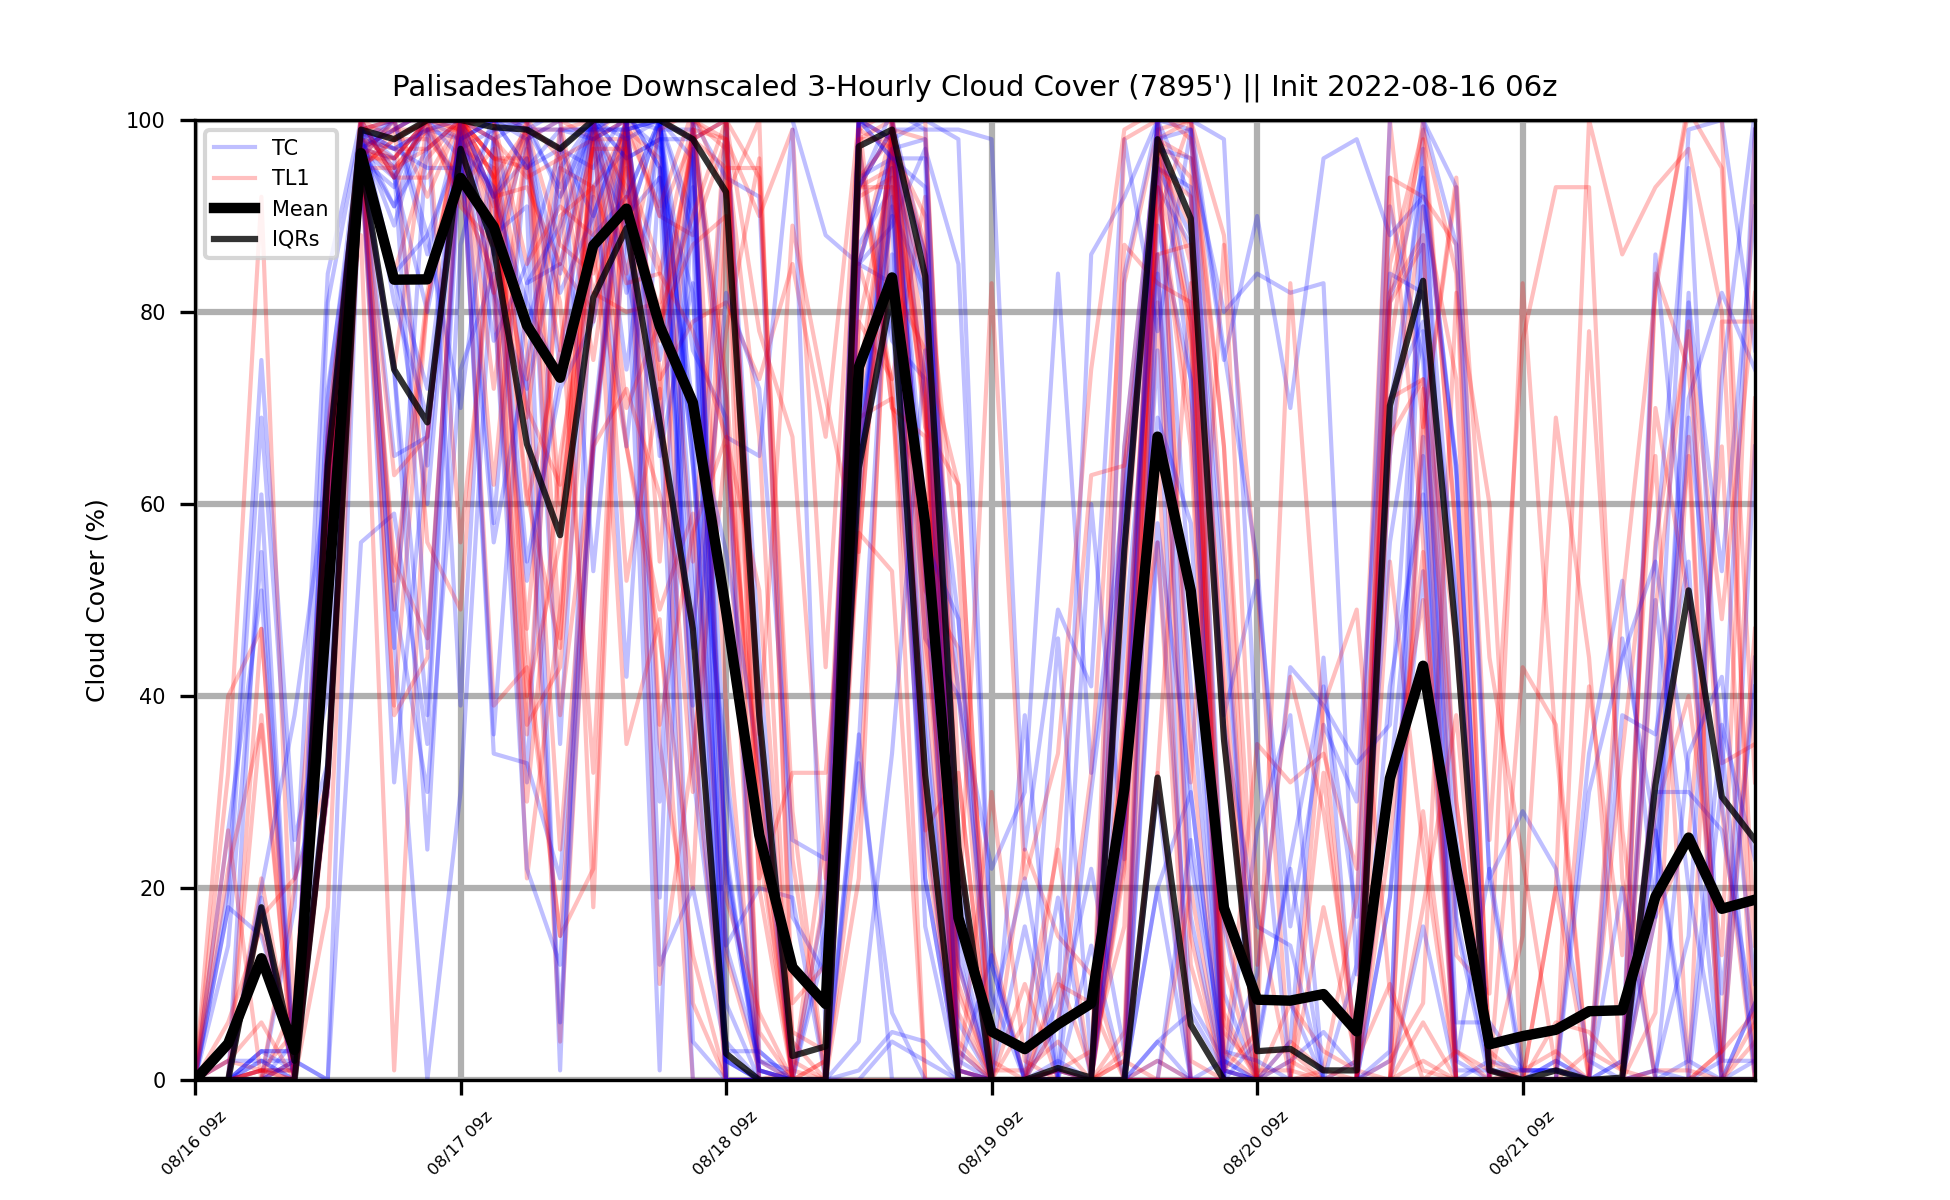 PalisadesTahoe Downscaled 3-Hourly Cloud Cover (7895') || Init 2022-08-16 06z
TC
TL1
Mean
IQRs
Cloud Cover (%)
100
80
60
40
20
0
08/16 09z
08/17 09z
08/18 09z
08/19 09z
08/20 09z
08/21 09z